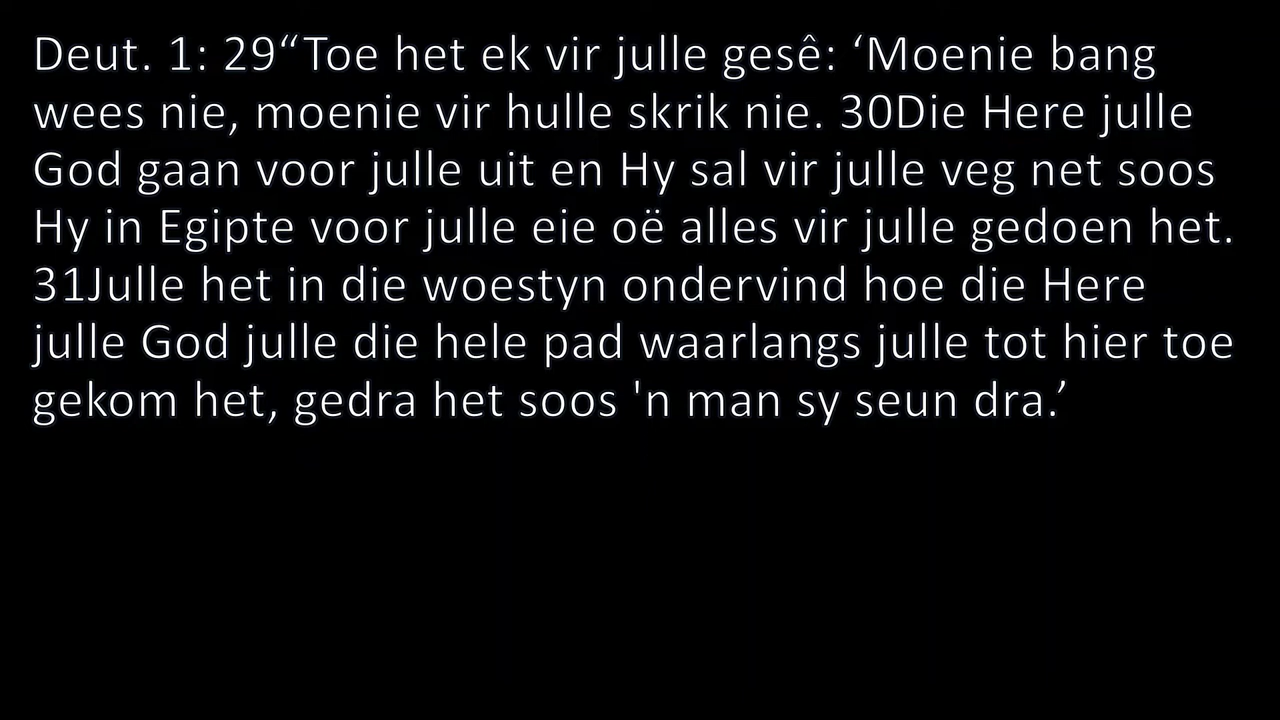 Deut. 1: 29“Toe het ek vir julle gesê: ‘Moenie bang
wees nie, moenie vir hulle skrik nie. 30Die Here julle
God gaan voor julle uit en Hy sal vir julle veg net soos
Hy in Egipte voor julle eie oë alles vir julle gedoen het.
31Julle het in die woestyn ondervind hoe die Here
julle God julle die hele pad waarlangs julle tot hier toe
gekom het, gedra het soos 'n man sy seun dra.’